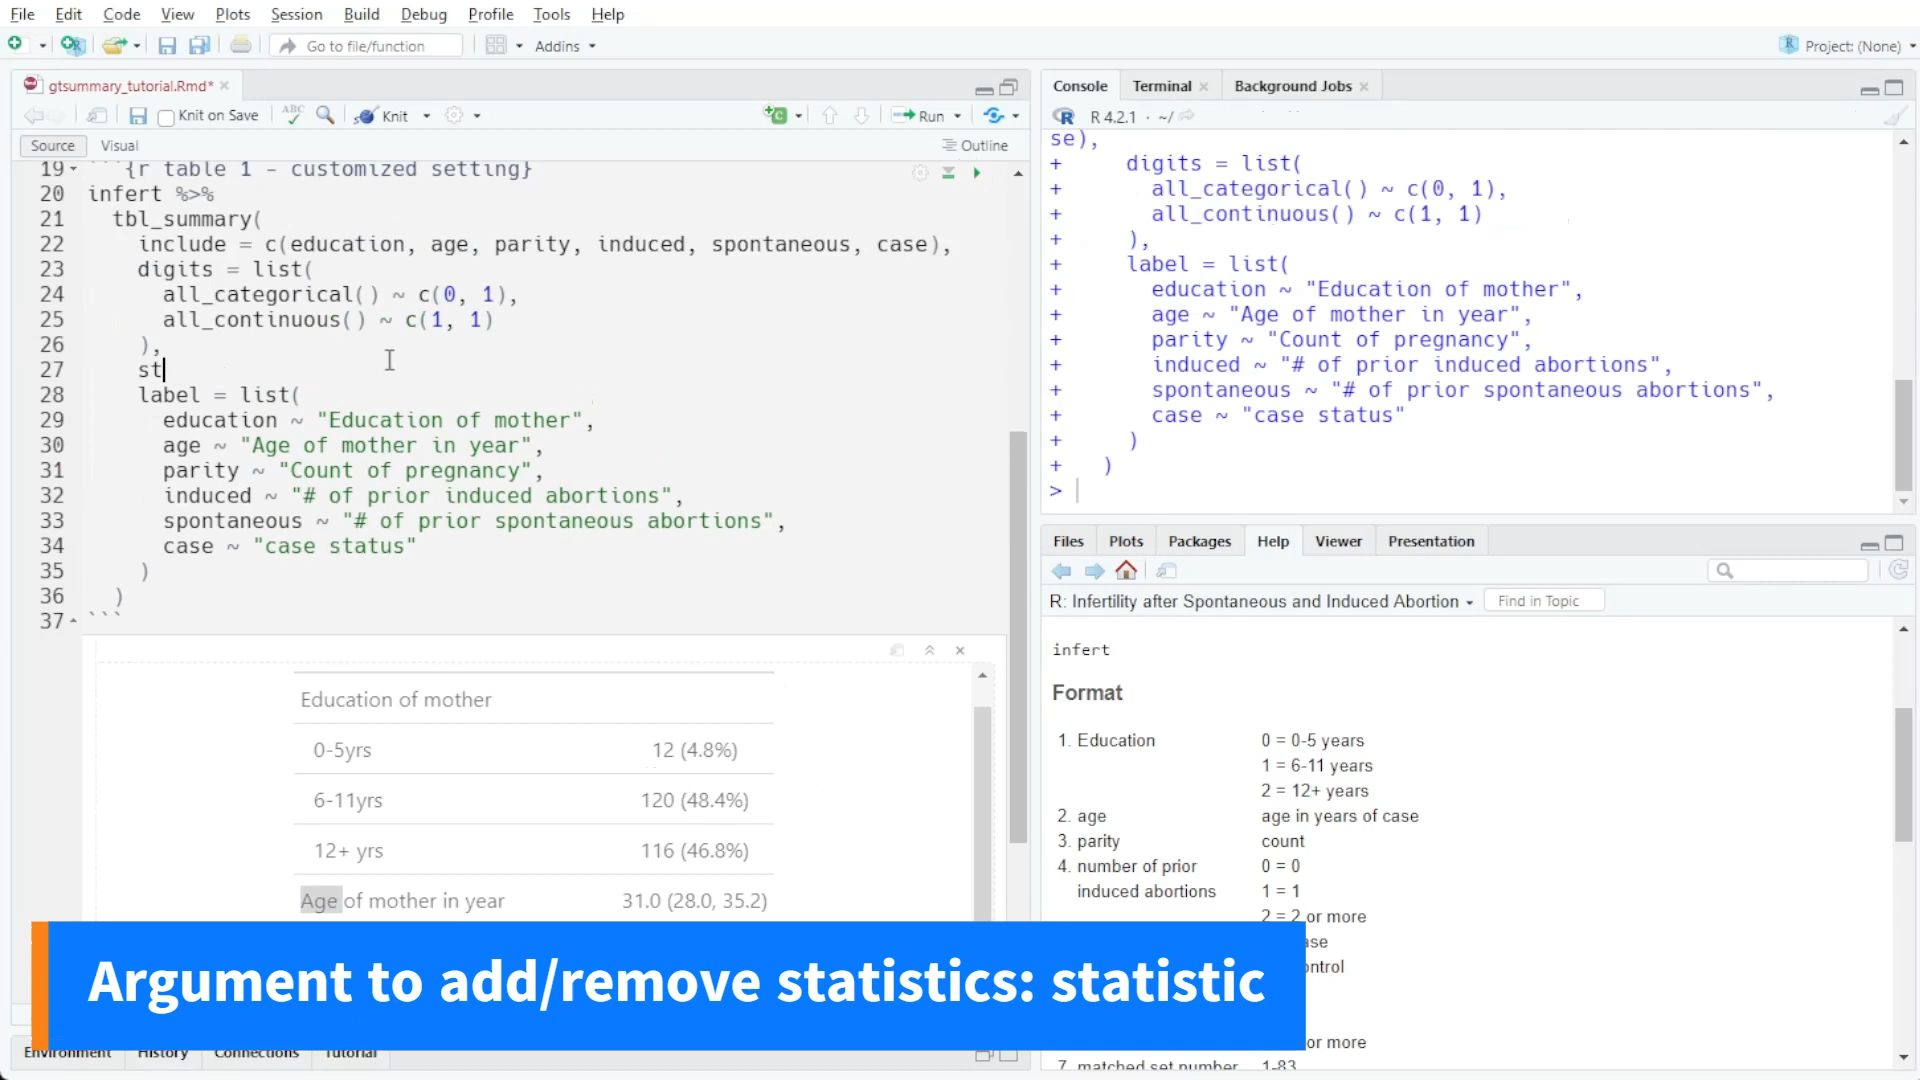 File Edit Code View Plots Session Build Debug Profile Tools Help
Go to file/function Addins Project: (None)
gtsummary_tutorial.Rmd*
Knit on Save ABC Knit Run
Source Visual Outline
19 ```{r table 1 - customized setting}
20 infert %>%
21 tbl_summary(
22 include = c(education, age, parity, induced, spontaneous, case),
23 digits = list(
24 all_categorical() ~ c(0, 1),
25 all_continuous() ~ c(1, 1)
26 ),
27 st
28 label = list(
29 education ~ "Education of mother",
30 age ~ "Age of mother in year",
31 parity ~ "Count of pregnancy",
32 induced ~ "# of prior induced abortions",
33 spontaneous ~ "# of prior spontaneous abortions",
34 case ~ "case status"
35 )
36 )
37 ```
Education of mother
0-5yrs 12 (4.8%)
6-11yrs 120 (48.4%)
12+ yrs 116 (46.8%)
Age of mother in year 31.0 (28.0, 35.2)
Environment History Connections Tutorial
Console Terminal Background Jobs
R 4.2.1 · ~/
se),
+ digits = list(
+ all_categorical() ~ c(0, 1),
+ all_continuous() ~ c(1, 1)
+ ),
+ label = list(
+ education ~ "Education of mother",
+ age ~ "Age of mother in year",
+ parity ~ "Count of pregnancy",
+ induced ~ "# of prior induced abortions",
+ spontaneous ~ "# of prior spontaneous abortions",
+ case ~ "case status"
+ )
+ )
>
Files Plots Packages Help Viewer Presentation
R: Infertility after Spontaneous and Induced Abortion Find in Topic
infert
Format
1. Education 0 = 0-5 years
1 = 6-11 years
2 = 12+ years
2. age age in years of case
3. parity count
4. number of prior 0 = 0
induced abortions 1 = 1
2 = 2 or more
ase
ontrol
or more
7. matched set number 1-83
Argument to add/remove statistics: statistic